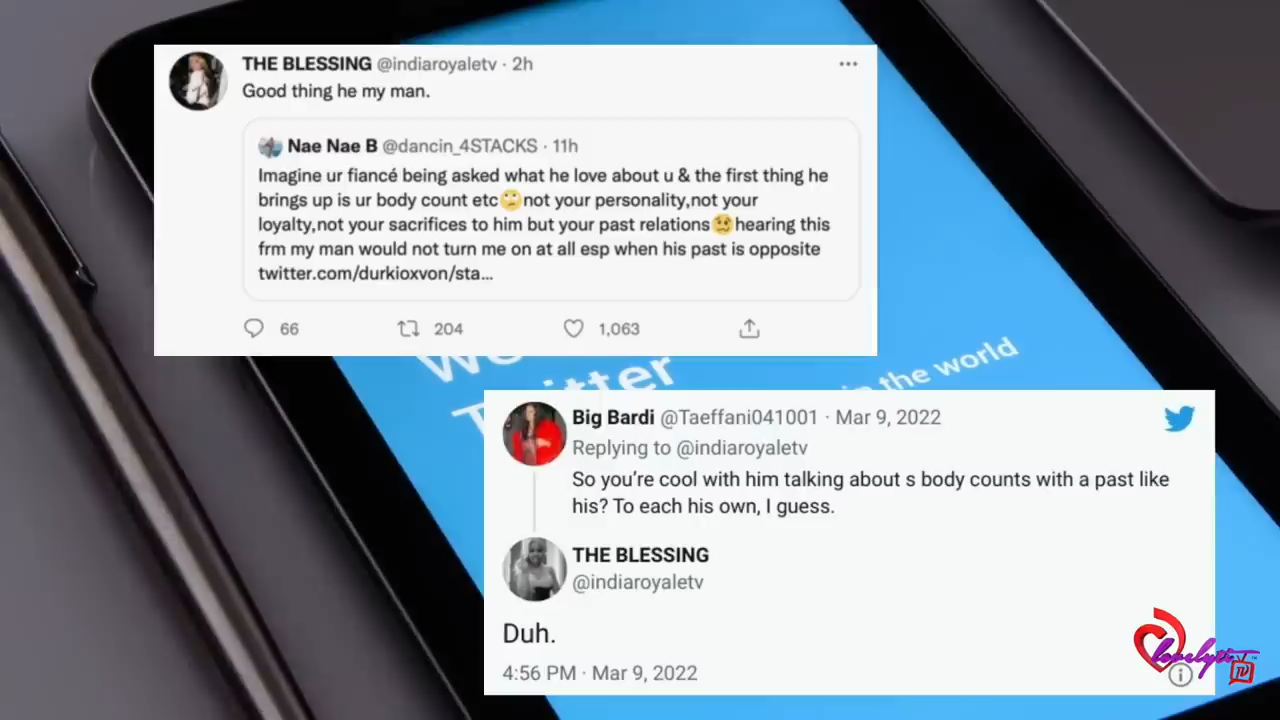 THE BLESSING @indiaroyaletv · 2h
Good thing he my man.
Nae Nae B @dancin_4STACKS · 11h
Imagine ur fiancé being asked what he love about u & the first thing he
brings up is ur body count etc🙄not your personality,not your
loyalty,not your sacrifices to him but your past relations🥴hearing this
frm my man would not turn me on at all esp when his past is opposite
twitter.com/durkioxvon/sta...
66 204 1,063
Twitter
in the world
Big Bardi @Taeffani041001 · Mar 9, 2022
Replying to @indiaroyaletv
So you’re cool with him talking about s body counts with a past like
his? To each his own, I guess.
THE BLESSING
@indiaroyaletv
Duh.
4:56 PM · Mar 9, 2022